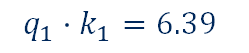 q₁ · k₁ = 6.39